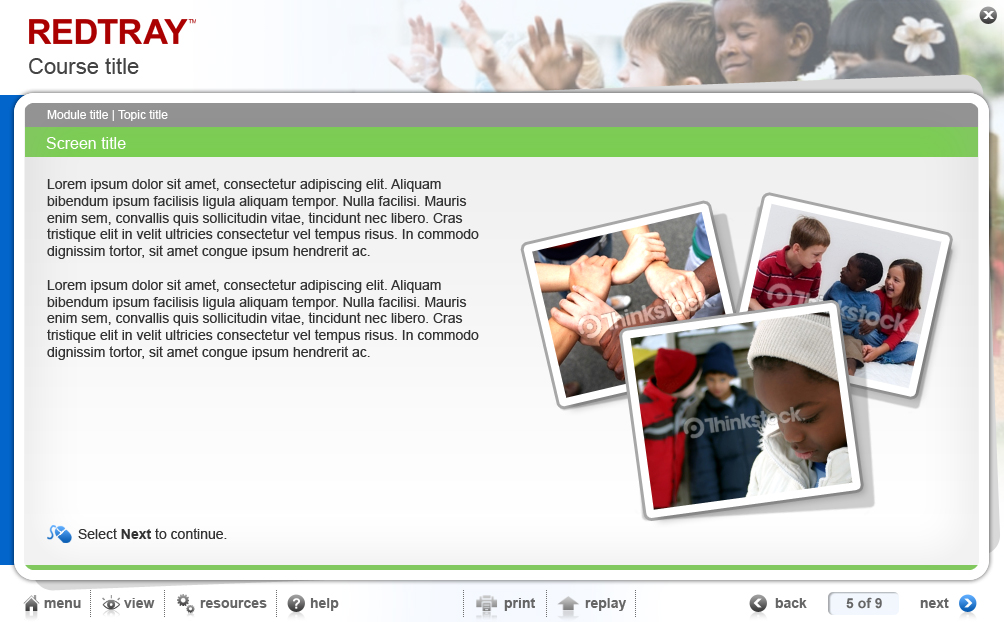 REDTRAY™
Course title
Module title | Topic title
Screen title
Lorem ipsum dolor sit amet, consectetur adipiscing elit. Aliquam
bibendum ipsum facilisis ligula aliquam tempor. Nulla facilisi. Mauris
enim sem, convallis quis sollicitudin vitae, tincidunt nec libero. Cras
tristique elit in velit ultricies consectetur vel tempus risus. In commodo
dignissim tortor, sit amet congue ipsum hendrerit ac.
Lorem ipsum dolor sit amet, consectetur adipiscing elit. Aliquam
bibendum ipsum facilisis ligula aliquam tempor. Nulla facilisi. Mauris
enim sem, convallis quis sollicitudin vitae, tincidunt nec libero. Cras
tristique elit in velit ultricies consectetur vel tempus risus. In commodo
dignissim tortor, sit amet congue ipsum hendrerit ac.
Thinkstock
Thinkstock
Select Next to continue.
menu view resources help print replay back 5 of 9 next